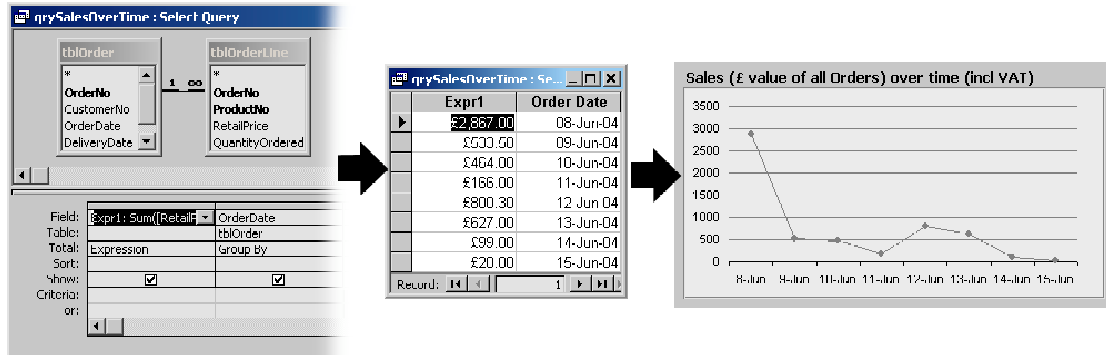 qrySalesOverTime : Select Query
tblOrder
*
OrderNo
CustomerNo
OrderDate
DeliveryDate
1 ∞
tblOrderLine
*
OrderNo
ProductNo
RetailPrice
QuantityOrdered
Field: Expr1: Sum([RetailP OrderDate
Table: tblOrder
Total: Expression Group By
Sort:
Show:
Criteria:
or:
qrySalesOverTime : Se...
Expr1 Order Date
£2,867.00 08-Jun-04
09-Jun-04
£464.00 10-Jun-04
£166.00 11-Jun-04
£800.30 12-Jun-04
£627.00 13-Jun-04
£99.00 14-Jun-04
£20.00 15-Jun-04
Record: 1
Sales (£ value of all Orders) over time (incl VAT)
3500
3000
2500
2000
1500
1000
500
0
8-Jun 9-Jun 10-Jun 11-Jun 12-Jun 13-Jun 14-Jun 15-Jun